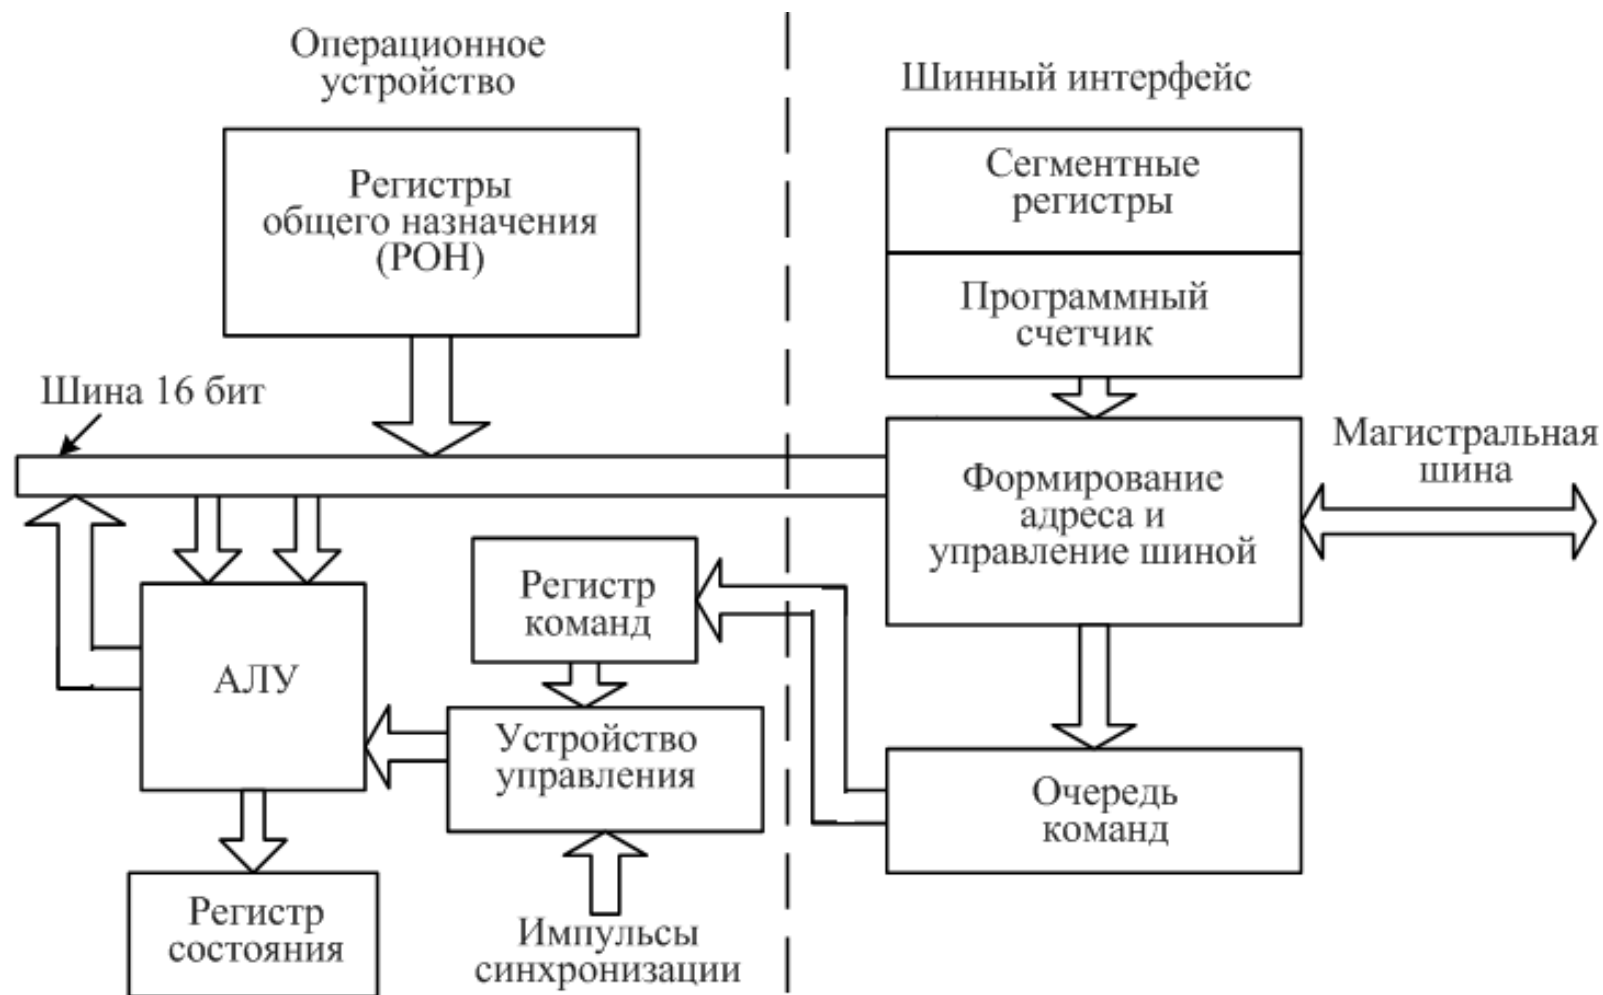 Операционное
устройство
Шинный интерфейс
Регистры
общего назначения
(РОН)
Сегментные
регистры
Программный
счетчик
Шина 16 бит
Магистральная
шина
Формирование
адреса и
управление шиной
Регистр
команд
АЛУ
Устройство
управления
Очередь
команд
Регистр
состояния
Импульсы
синхронизации